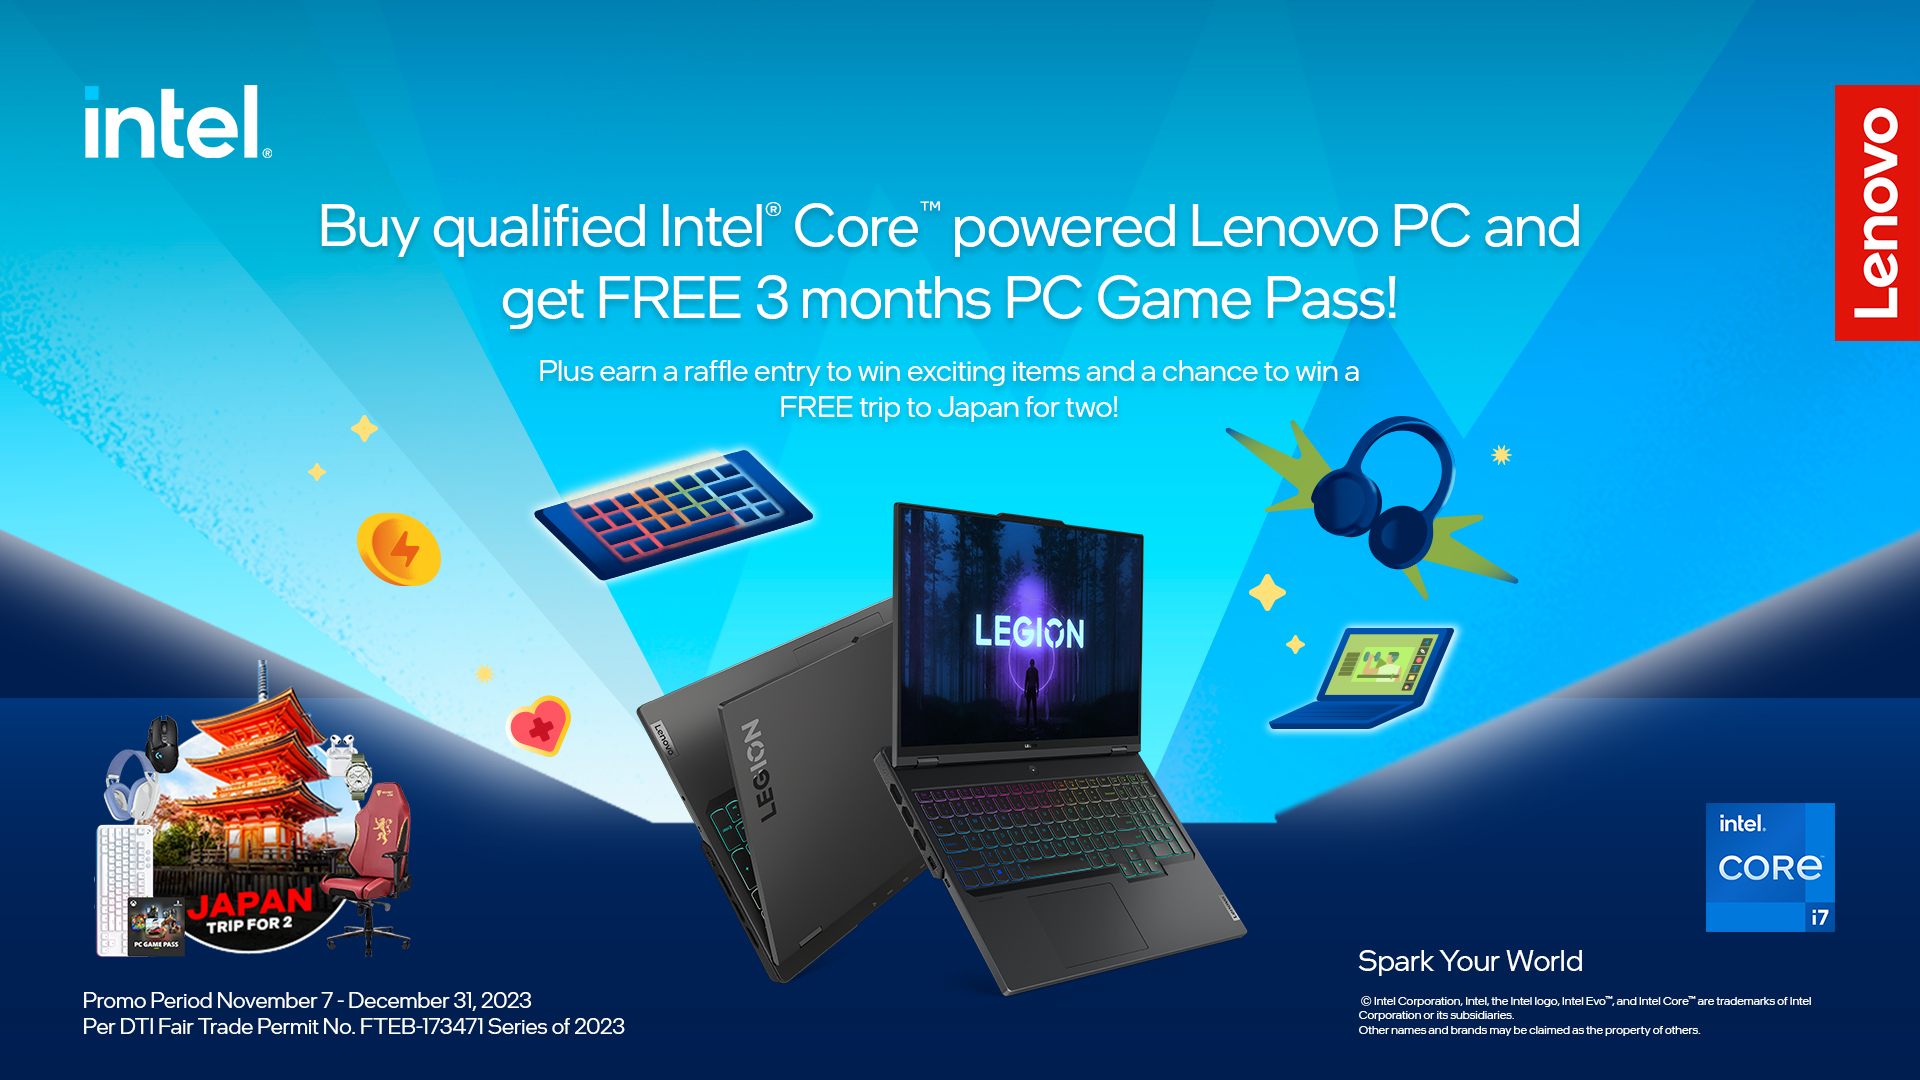 intel®
Lenovo
Buy qualified Intel® Core™ powered Lenovo PC and
get FREE 3 months PC Game Pass!
Plus earn a raffle entry to win exciting items and a chance to win a
FREE trip to Japan for two!
LEGION
Lenovo
LEGION
JAPAN
TRIP FOR 2
PC GAME PASS
intel.
CORE™
i7
Spark Your World
Promo Period November 7 - December 31, 2023
Per DTI Fair Trade Permit No. FTEB-173471 Series of 2023
© Intel Corporation, Intel, the Intel logo, Intel Evo™, and Intel Core™ are trademarks of Intel
Corporation or its subsidiaries.
Other names and brands may be claimed as the property of others.